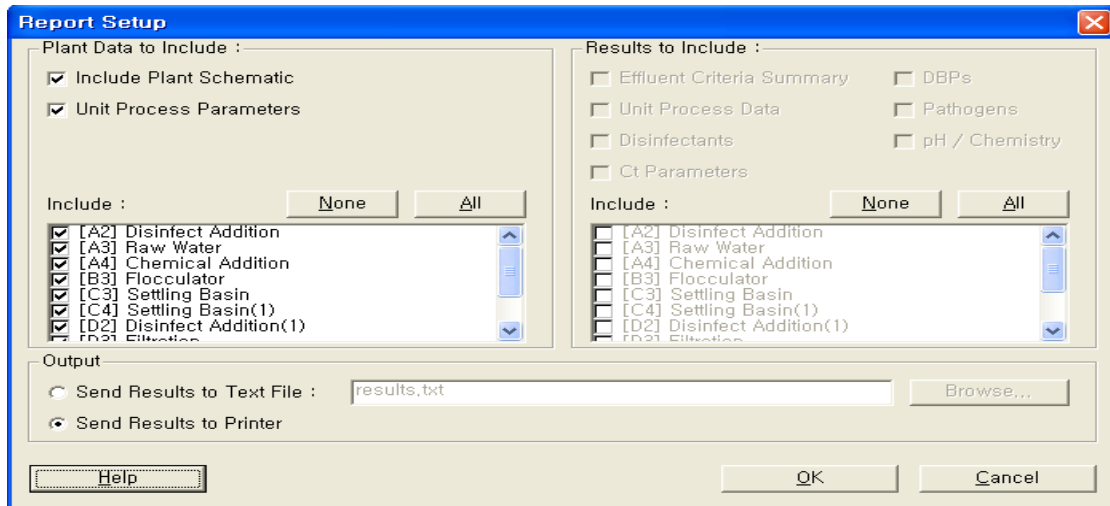 Report Setup
Plant Data to Include :
Include Plant Schematic
Unit Process Parameters
Include :
None
All
[A2] Disinfect Addition
[A3] Raw Water
[A4] Chemical Addition
[B3] Flocculator
[C3] Settling Basin
[C4] Settling Basin(1)
[D2] Disinfect Addition(1)
[D3] Filtration
Results to Include :
Effluent Criteria Summary
DBPs
Unit Process Data
Pathogens
Disinfectants
pH / Chemistry
Ct Parameters
Include :
None
All
[A2] Disinfect Addition
[A3] Raw Water
[A4] Chemical Addition
[B3] Flocculator
[C3] Settling Basin
[C4] Settling Basin(1)
[D2] Disinfect Addition(1)
[D3] Filtration
Output
Send Results to Text File :
results.txt
Browse...
Send Results to Printer
Help
OK
Cancel